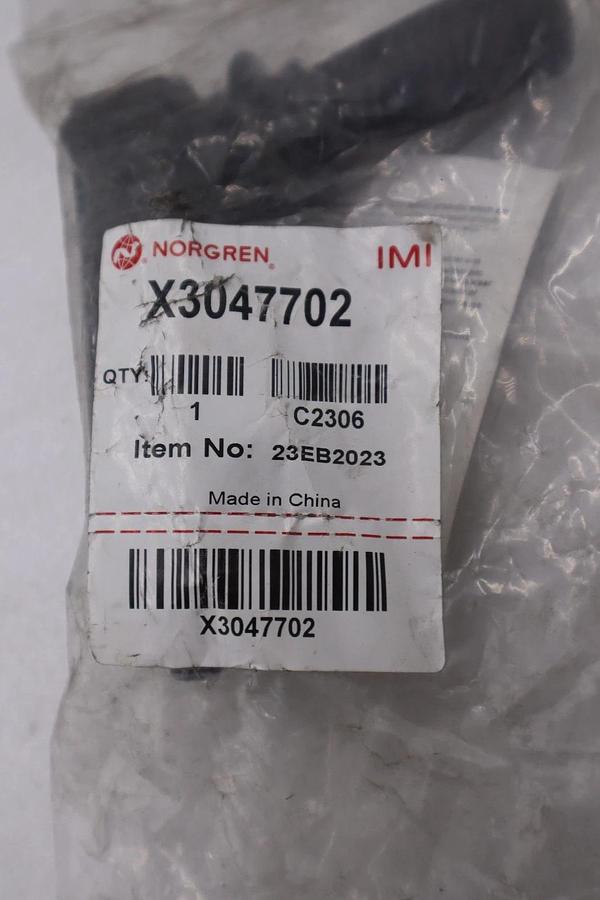 NORGREN. IMI
X3047702
QTY:
1 C2306
Item No: 23EB2023
Made in China
X3047702